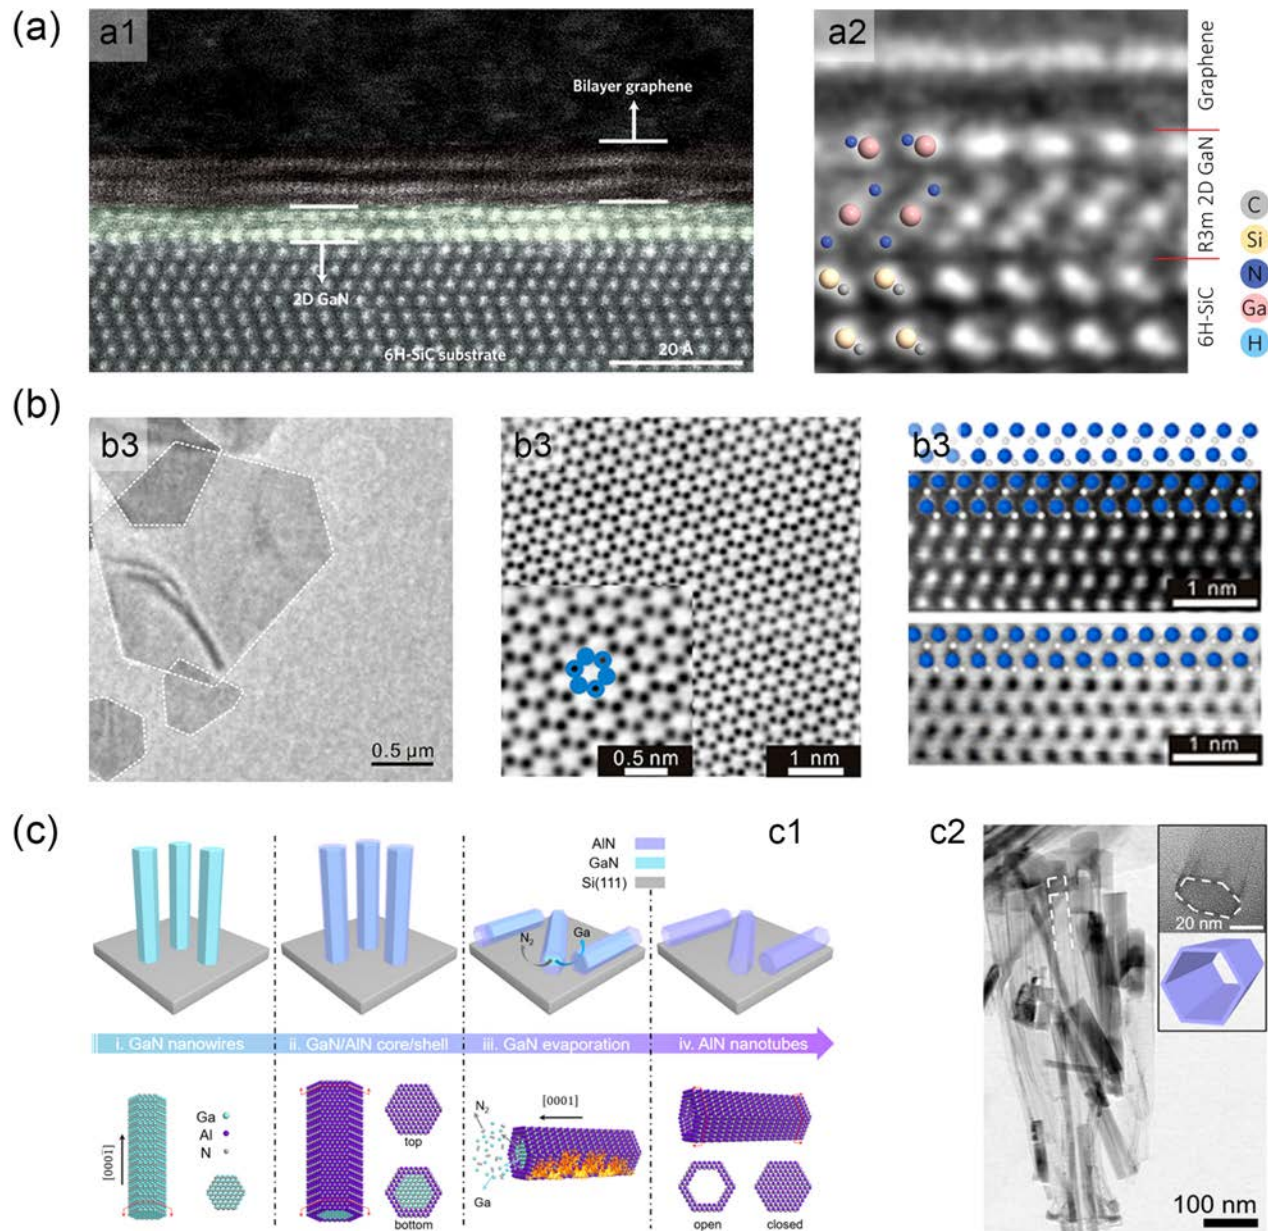 (a)
a1
Bilayer graphene
2D GaN
6H-SiC substrate
20 Å
a2
Graphene
R3m 2D GaN
6H-SiC
C
Si
N
Ga
H
(b)
b3
0.5 μm
b3
0.5 nm
1 nm
b3
1 nm
1 nm
(c)
c1
AlN
GaN
Si(111)
N2
Ga
i. GaN nanowires
ii. GaN/AlN core/shell
iii. GaN evaporation
iv. AlN nanotubes
Ga
Al
N
[0001̄]
top
bottom
N2
[0001]
Ga
open
closed
c2
20 nm
100 nm